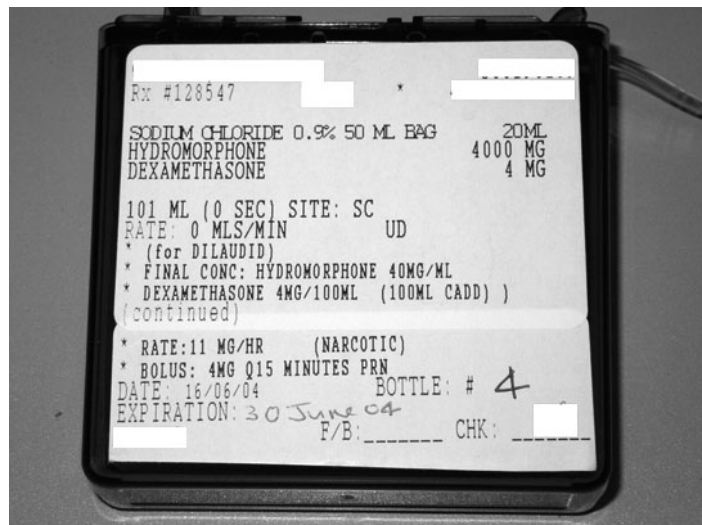 Rx #128547 *
SODIUM CHLORIDE 0.9% 50 ML BAG 20ML
HYDROMORPHONE 4000 MG
DEXAMETHASONE 4 MG
101 ML (0 SEC) SITE: SC
RATE: 0 MLS/MIN UD
* (for DILAUDID)
* FINAL CONC: HYDROMORPHONE 40MG/ML
* DEXAMETHASONE 4MG/100ML (100ML CADD) )
(continued)
* RATE:11 MG/HR (NARCOTIC)
* BOLUS: 4MG Q15 MINUTES PRN
DATE: 16/06/04 BOTTLE: # 4
EXPIRATION: 30 June 04
F/B:_______ CHK: _______